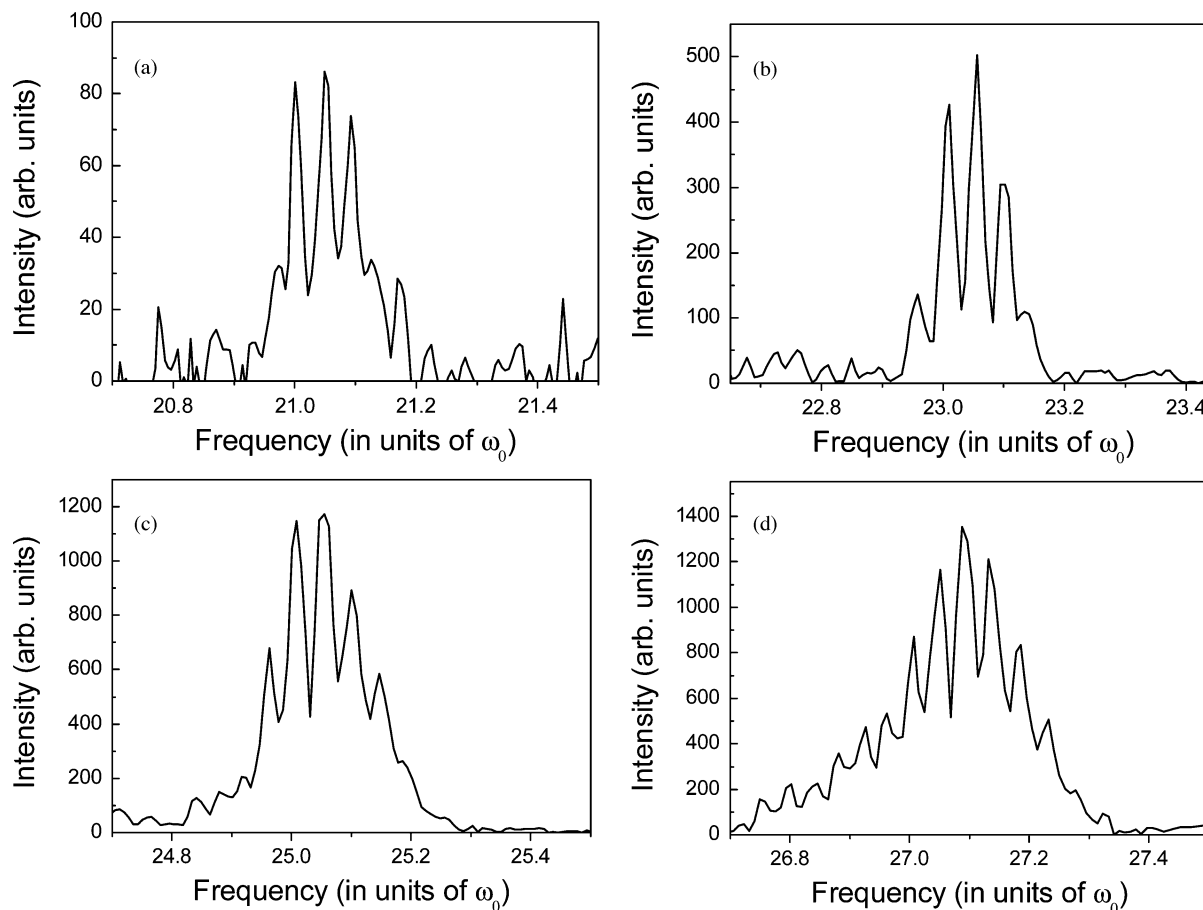 (a)
Intensity (arb. units)
100
80
60
40
20
0
20.8 21.0 21.2 21.4
Frequency (in units of ω₀)
(b)
Intensity (arb. units)
500
400
300
200
100
0
22.8 23.0 23.2 23.4
Frequency (in units of ω₀)
(c)
Intensity (arb. units)
1200
1000
800
600
400
200
0
24.8 25.0 25.2 25.4
Frequency (in units of ω₀)
(d)
Intensity (arb. units)
1400
1200
1000
800
600
400
200
0
26.8 27.0 27.2 27.4
Frequency (in units of ω₀)